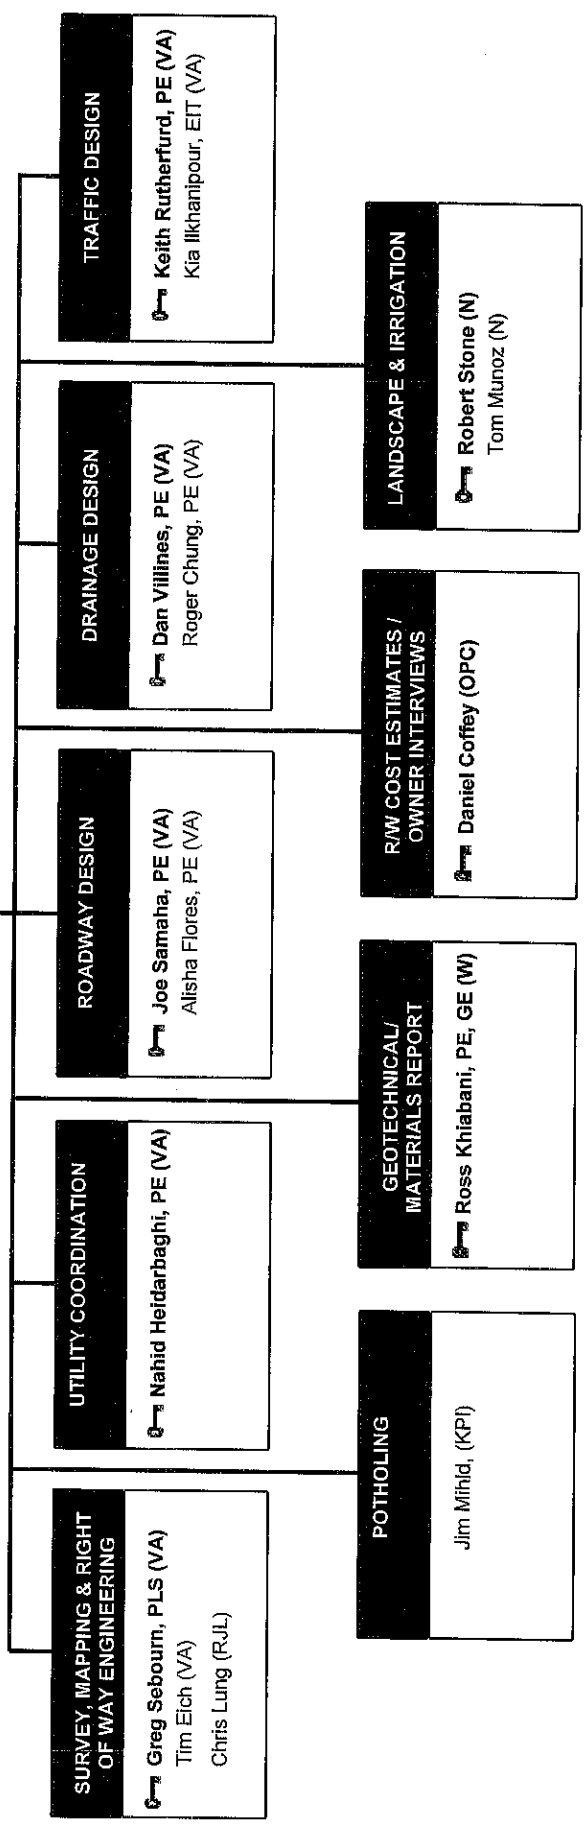 SURVEY, MAPPING & RIGHT
OF WAY ENGINEERING
Greg Sebourn, PLS (VA)
Tim Eich (VA)
Chris Lung (RJL)
UTILITY COORDINATION
Nahid Heidarbaghi, PE (VA)
ROADWAY DESIGN
Joe Samaha, PE (VA)
Alisha Flores, PE (VA)
DRAINAGE DESIGN
Dan Villines, PE (VA)
Roger Chung, PE (VA)
TRAFFIC DESIGN
Keith Rutherfurd, PE (VA)
Kia Ilkhanipour, EIT (VA)
POTHOLING
Jim Mihld, (KPI)
GEOTECHNICAL/
MATERIALS REPORT
Ross Khiabani, PE, GE (W)
R/W COST ESTIMATES /
OWNER INTERVIEWS
Daniel Coffey (OPC)
LANDSCAPE & IRRIGATION
Robert Stone (N)
Tom Munoz (N)